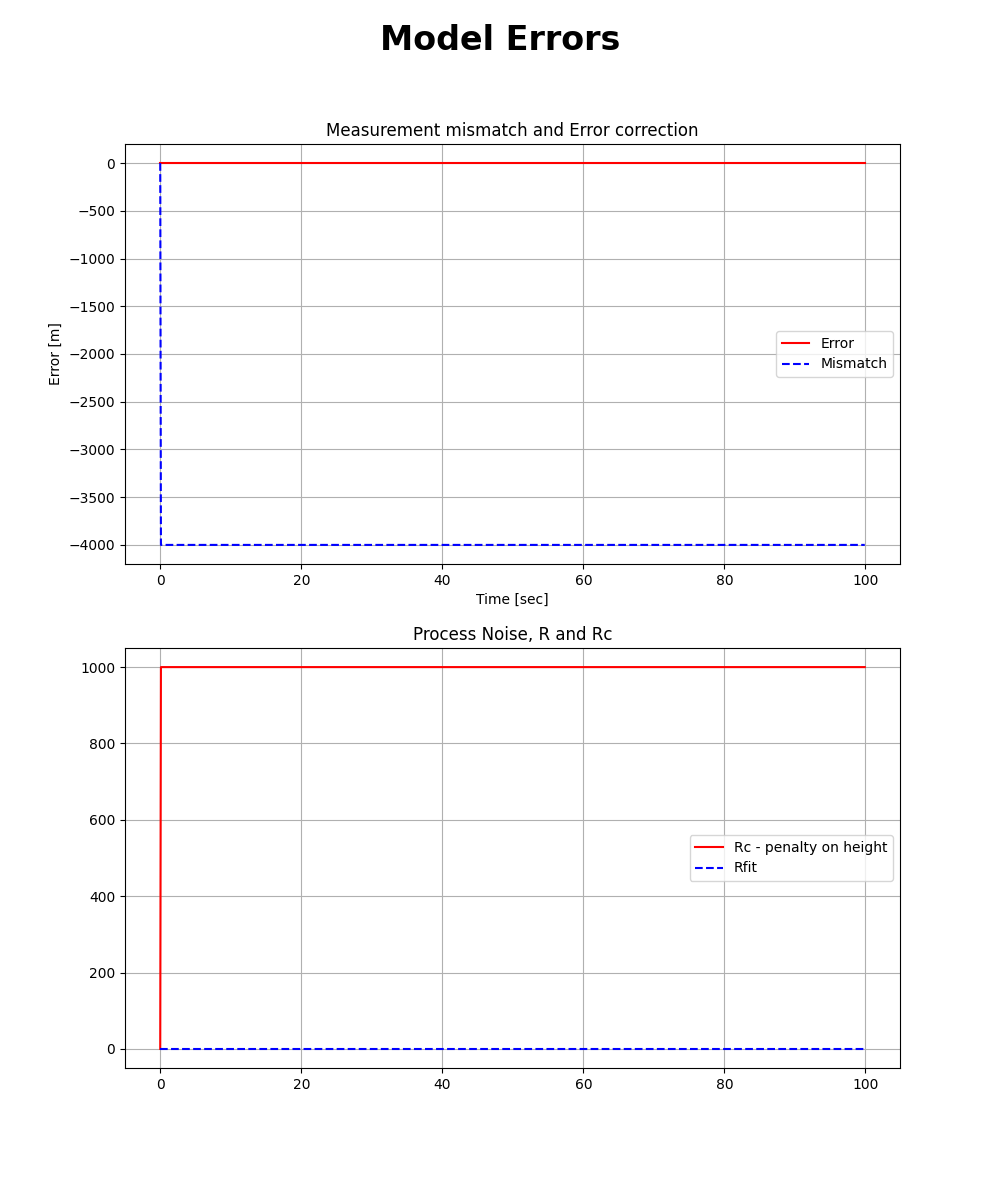 Model Errors
Measurement mismatch and Error correction
0
−500
−1000
−1500
−2000
−2500
−3000
−3500
−4000
Error [m]
Error
Mismatch
0 20 40 60 80 100
Time [sec]
Process Noise, R and Rc
1000
800
600
400
200
0
Rc - penalty on height
Rfit
0 20 40 60 80 100